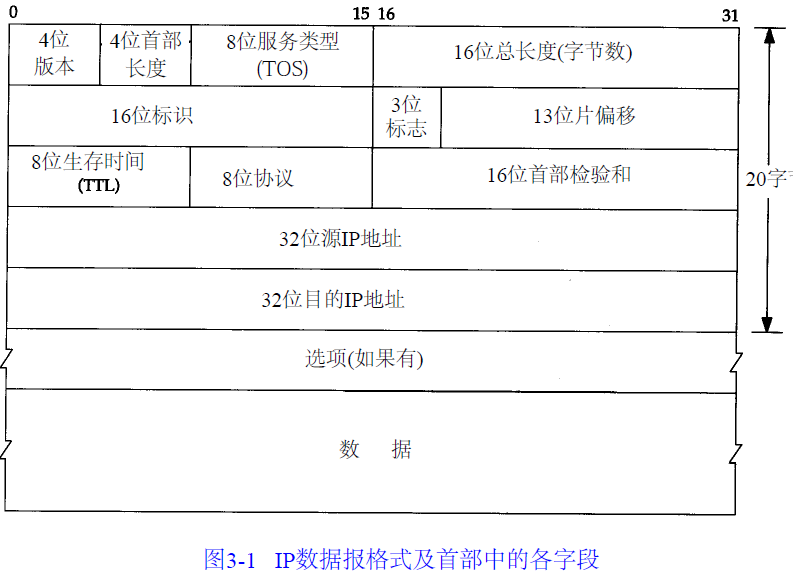 0 15 16 31
4位 4位首部 8位服务类型 16位总长度(字节数)
版本 长度 (TOS)
16位标识 3位 13位片偏移
标志
8位生存时间 8位协议 16位首部检验和
(TTL)
20字
32位源IP地址
32位目的IP地址
选项(如果有)
数 据
图3-1 IP数据报格式及首部中的各字段